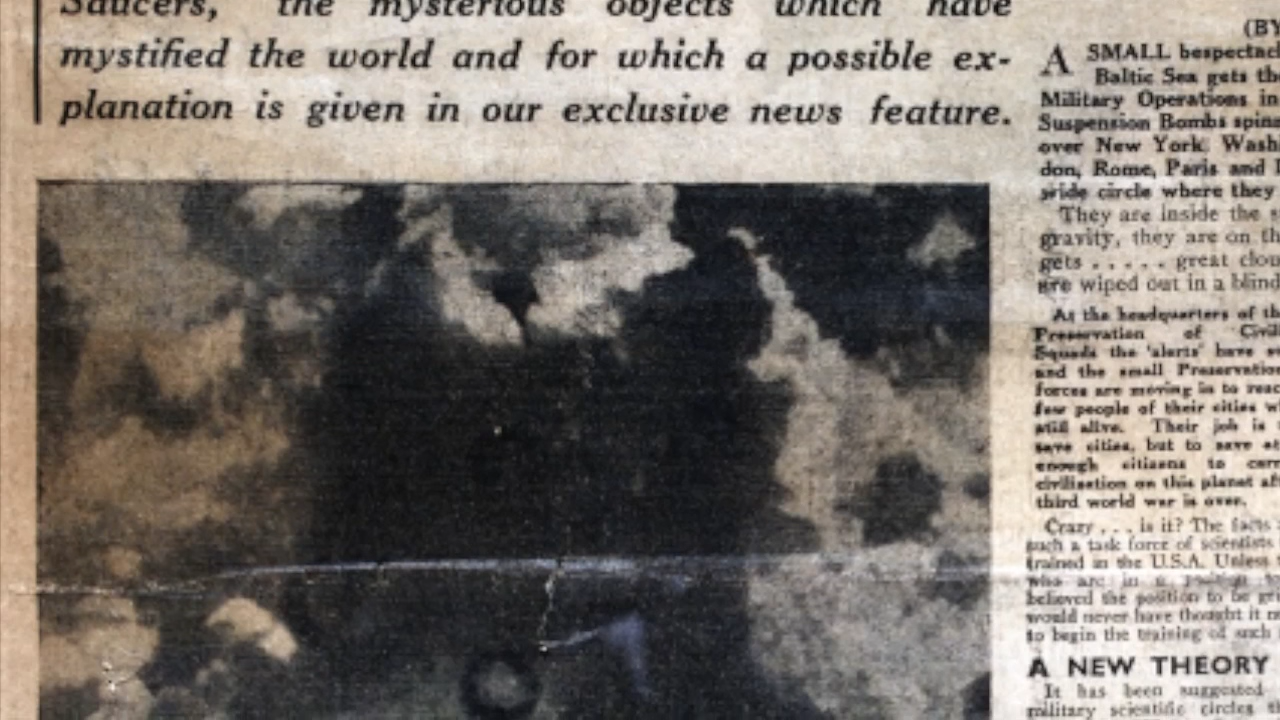 Saucers," the mysterious objects which have
mystified the world and for which a possible ex-
planation is given in our exclusive news feature.
(BY
A SMALL bespectac
Baltic Sea gets th
Military Operations in
Suspension Bombs spin
over New York, Wash
don, Rome, Paris and
wide circle where they
They are inside the
gravity, they are on th
gets . . . . . great clou
are wiped out in a blind
At the headquarters of th
Preservation of Civil
Squads the 'alerts' have
and the small Preservation
forces are moving in to
few people of their cities
still alive. Their job is
save cities, but to save
enough citizens to
civilisation on this planet
third world war is over.
Crazy . . . is it? The facts
such a task force of scientists
trained in the U.S.A. Unless
who are in a position
believed the position to be
would never have thought it
to begin the training of such
A NEW THEORY
It has been suggested
military scientific circles